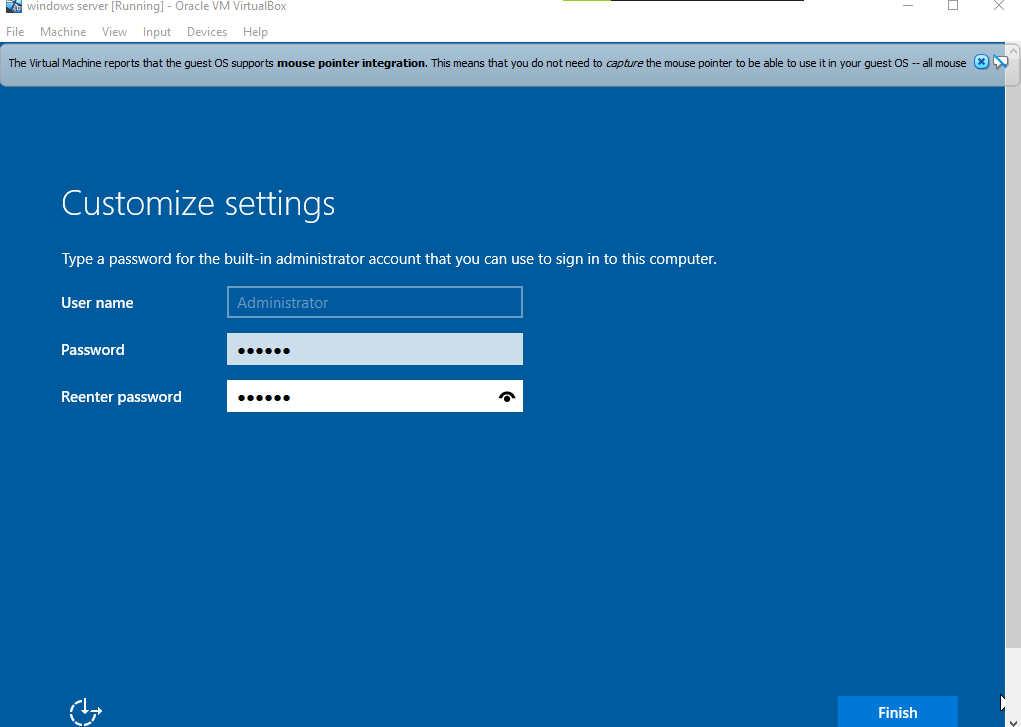 windows server [Running] - Oracle VM VirtualBox
File Machine View Input Devices Help
The Virtual Machine reports that the guest OS supports mouse pointer integration. This means that you do not need to capture the mouse pointer to be able to use it in your guest OS -- all mouse
Customize settings
Type a password for the built-in administrator account that you can use to sign in to this computer.
User name Administrator
Password ●●●●●●
Reenter password ●●●●●●
Finish